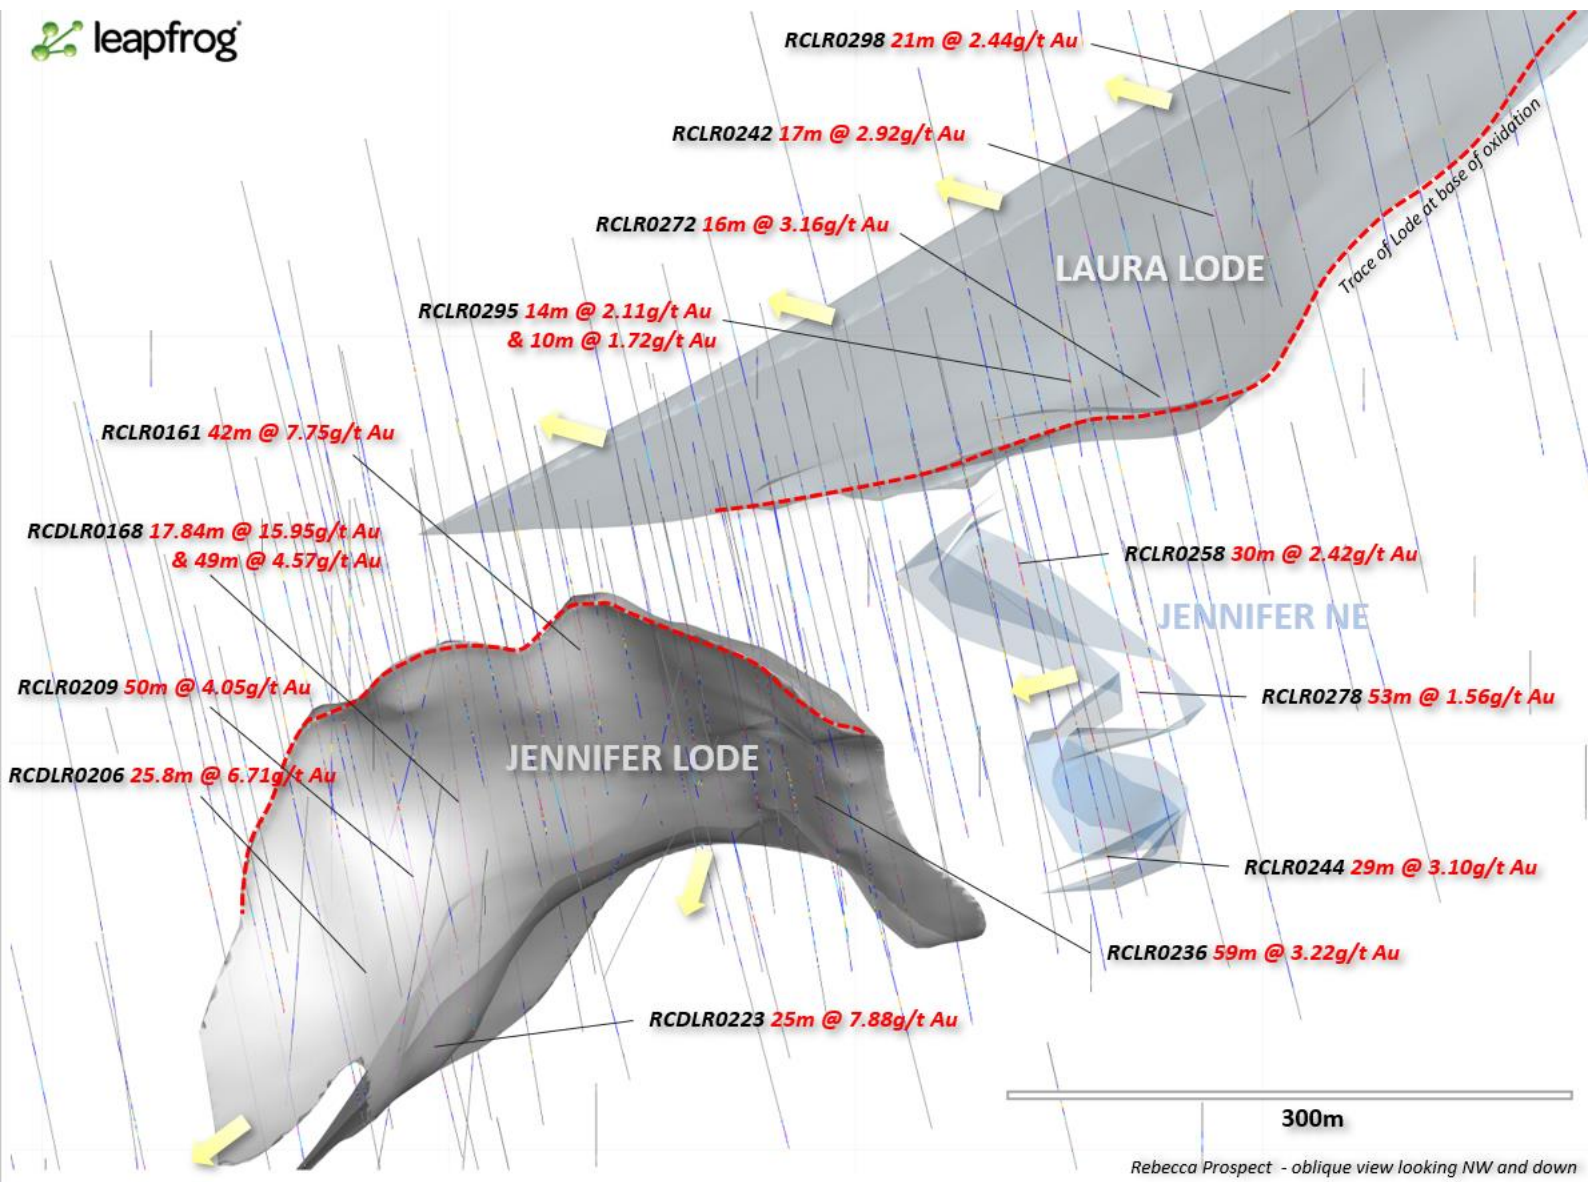 leapfrog
RCLR0298 21m @ 2.44g/t Au
RCLR0242 17m @ 2.92g/t Au
RCLR0272 16m @ 3.16g/t Au
LAURA LODE
Trace of Lode at base of oxidation
RCLR0295 14m @ 2.11g/t Au
& 10m @ 1.72g/t Au
RCLR0161 42m @ 7.75g/t Au
RCDLR0168 17.84m @ 15.95g/t Au
& 49m @ 4.57g/t Au
RCLR0258 30m @ 2.42g/t Au
JENNIFER NE
RCLR0209 50m @ 4.05g/t Au
RCLR0278 53m @ 1.56g/t Au
JENNIFER LODE
RCDLR0206 25.8m @ 6.71g/t Au
RCLR0244 29m @ 3.10g/t Au
RCLR0236 59m @ 3.22g/t Au
RCDLR0223 25m @ 7.88g/t Au
300m
Rebecca Prospect - oblique view looking NW and down